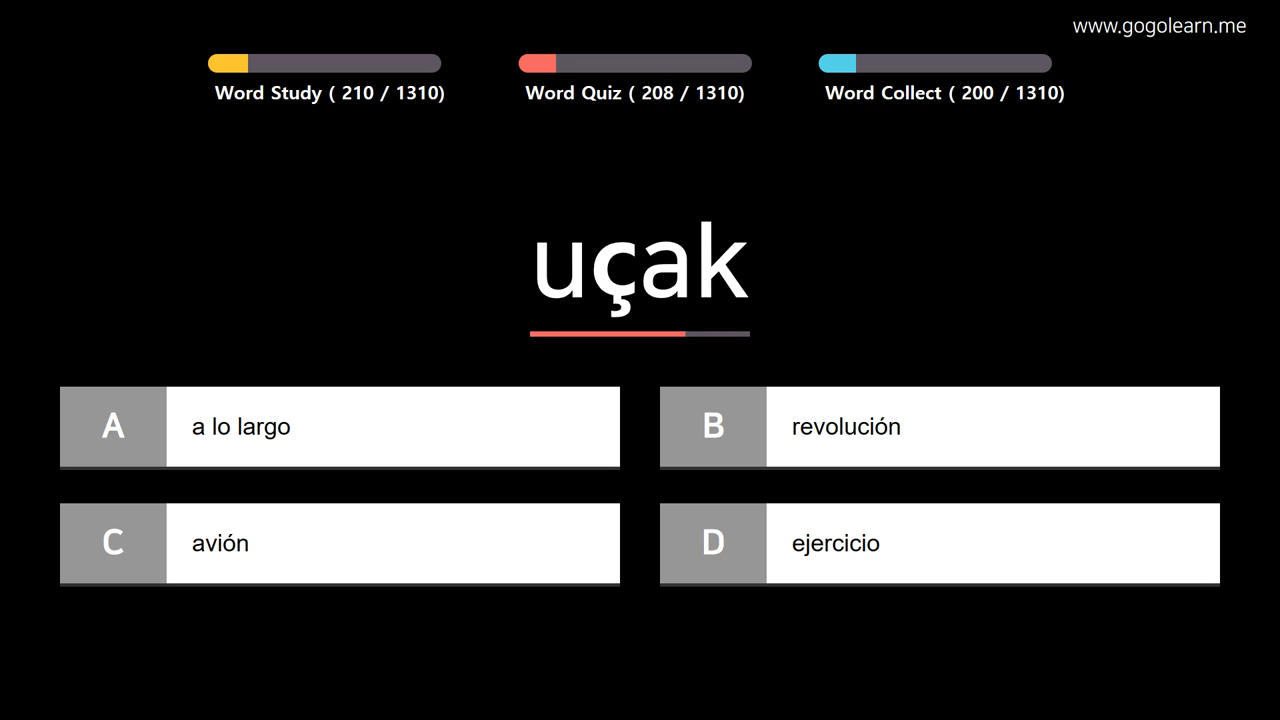 www.gogolearn.me
Word Study ( 210 / 1310)
Word Quiz ( 208 / 1310)
Word Collect ( 200 / 1310)
uçak
A
a lo largo
B
revolución
C
avión
D
ejercicio